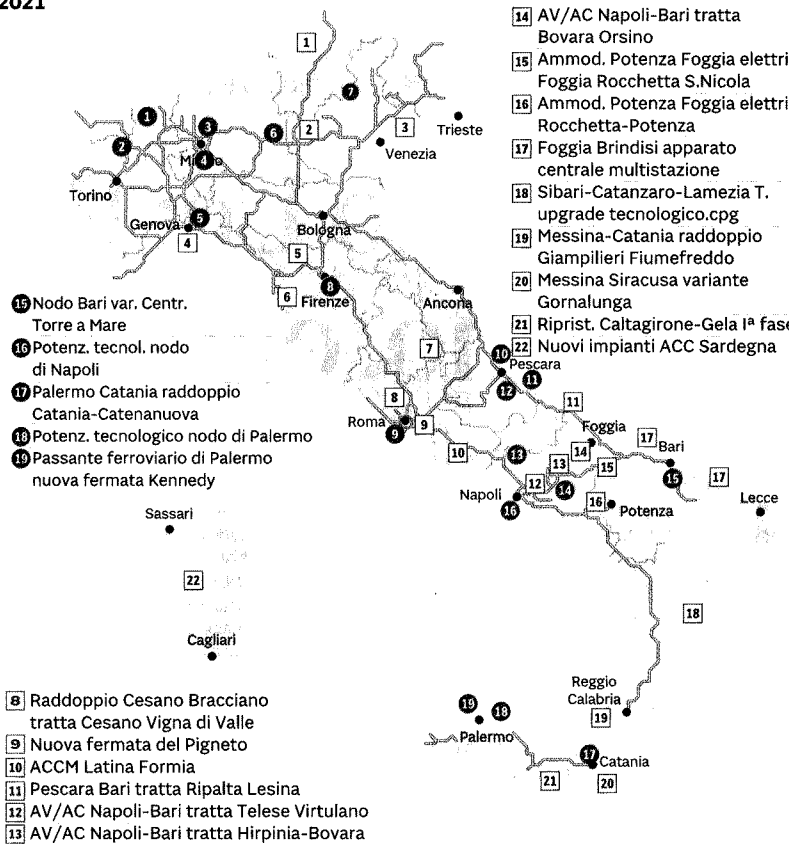 2021
14 AV/AC Napoli-Bari tratta
Bovara Orsino
15 Ammod. Potenza Foggia elettri
Foggia Rocchetta S.Nicola
16 Ammod. Potenza Foggia elettri
Rocchetta-Potenza
17 Foggia Brindisi apparato
centrale multistazione
18 Sibari-Catanzaro-Lamezia T.
upgrade tecnologico.cpg
19 Messina-Catania raddoppio
Giampilieri Fiumefreddo
20 Messina Siracusa variante
Gornalunga
21 Riprist. Caltagirone-Gela Iª fase
22 Nuovi impianti ACC Sardegna
1
7
1
3
6
2
3
Trieste
2
Mi o
4
Venezia
Torino
Genova
5
4
Bologna
5
6
8
Firenze
Ancona
7
10
Pescara
12
11
8
Roma
9
9
11
Foggia
10
13
14
17
Bari
13
15
12
14
15
17
Napoli
16
16
Potenza
Lecce
15 Nodo Bari var. Centr.
Torre a Mare
16 Potenz. tecnol. nodo
di Napoli
17 Palermo Catania raddoppio
Catania-Catenanuova
18 Potenz. tecnologico nodo di Palermo
19 Passante ferroviario di Palermo
nuova fermata Kennedy
Sassari
22
Cagliari
18
Reggio
Calabria
19
19
18
Palermo
17
Catania
21
20
8 Raddoppio Cesano Bracciano
tratta Cesano Vigna di Valle
9 Nuova fermata del Pigneto
10 ACCM Latina Formia
11 Pescara Bari tratta Ripalta Lesina
12 AV/AC Napoli-Bari tratta Telese Virtulano
13 AV/AC Napoli-Bari tratta Hirpinia-Bovara